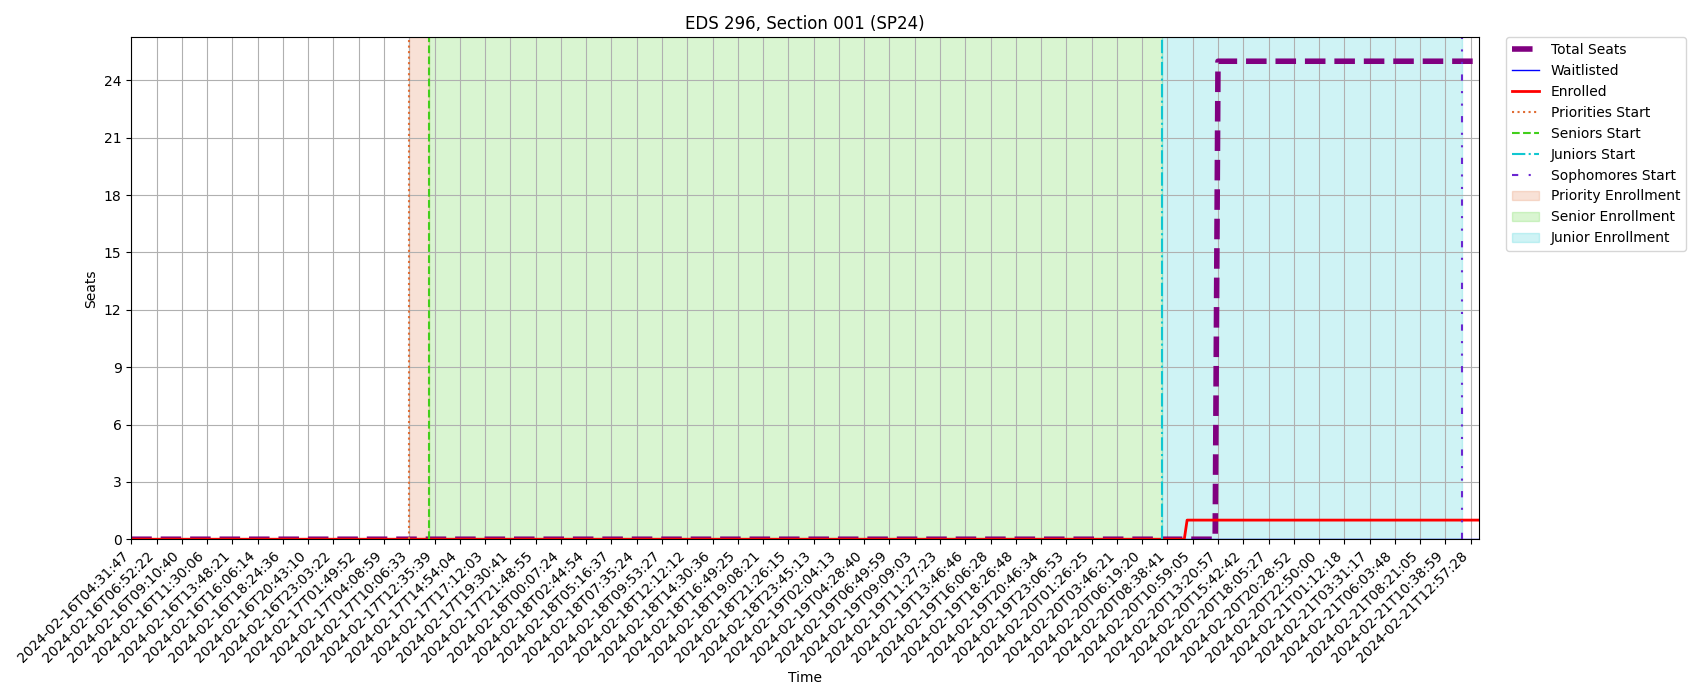 EDS 296, Section 001 (SP24)
Total Seats
Waitlisted
Enrolled
Priorities Start
Seniors Start
Juniors Start
Sophomores Start
Priority Enrollment
Senior Enrollment
Junior Enrollment
Seats
24
21
18
15
12
9
6
3
0
2024-02-16T04:31:47
2024-02-16T06:52:22
2024-02-16T09:10:40
2024-02-16T11:30:06
2024-02-16T13:48:21
2024-02-16T16:06:14
2024-02-16T18:24:36
2024-02-16T20:43:10
2024-02-16T23:03:22
2024-02-17T01:49:52
2024-02-17T04:08:59
2024-02-17T10:06:33
2024-02-17T12:35:39
2024-02-17T14:54:04
2024-02-17T17:12:03
2024-02-17T19:30:41
2024-02-17T21:48:55
2024-02-18T00:07:24
2024-02-18T02:44:54
2024-02-18T05:16:37
2024-02-18T07:35:24
2024-02-18T09:53:27
2024-02-18T12:12:12
2024-02-18T14:30:36
2024-02-18T16:49:25
2024-02-18T19:08:21
2024-02-18T21:26:15
2024-02-18T23:45:13
2024-02-19T02:04:13
2024-02-19T04:28:40
2024-02-19T06:49:59
2024-02-19T09:09:03
2024-02-19T11:27:23
2024-02-19T13:46:46
2024-02-19T16:06:28
2024-02-19T18:26:48
2024-02-19T20:46:34
2024-02-19T23:06:53
2024-02-20T01:26:25
2024-02-20T03:46:21
2024-02-20T06:19:20
2024-02-20T08:38:41
2024-02-20T10:59:05
2024-02-20T13:20:57
2024-02-20T15:42:42
2024-02-20T18:05:27
2024-02-20T20:28:52
2024-02-20T22:50:00
2024-02-21T01:12:18
2024-02-21T03:31:17
2024-02-21T06:03:48
2024-02-21T08:21:05
2024-02-21T10:38:59
2024-02-21T12:57:28
Time